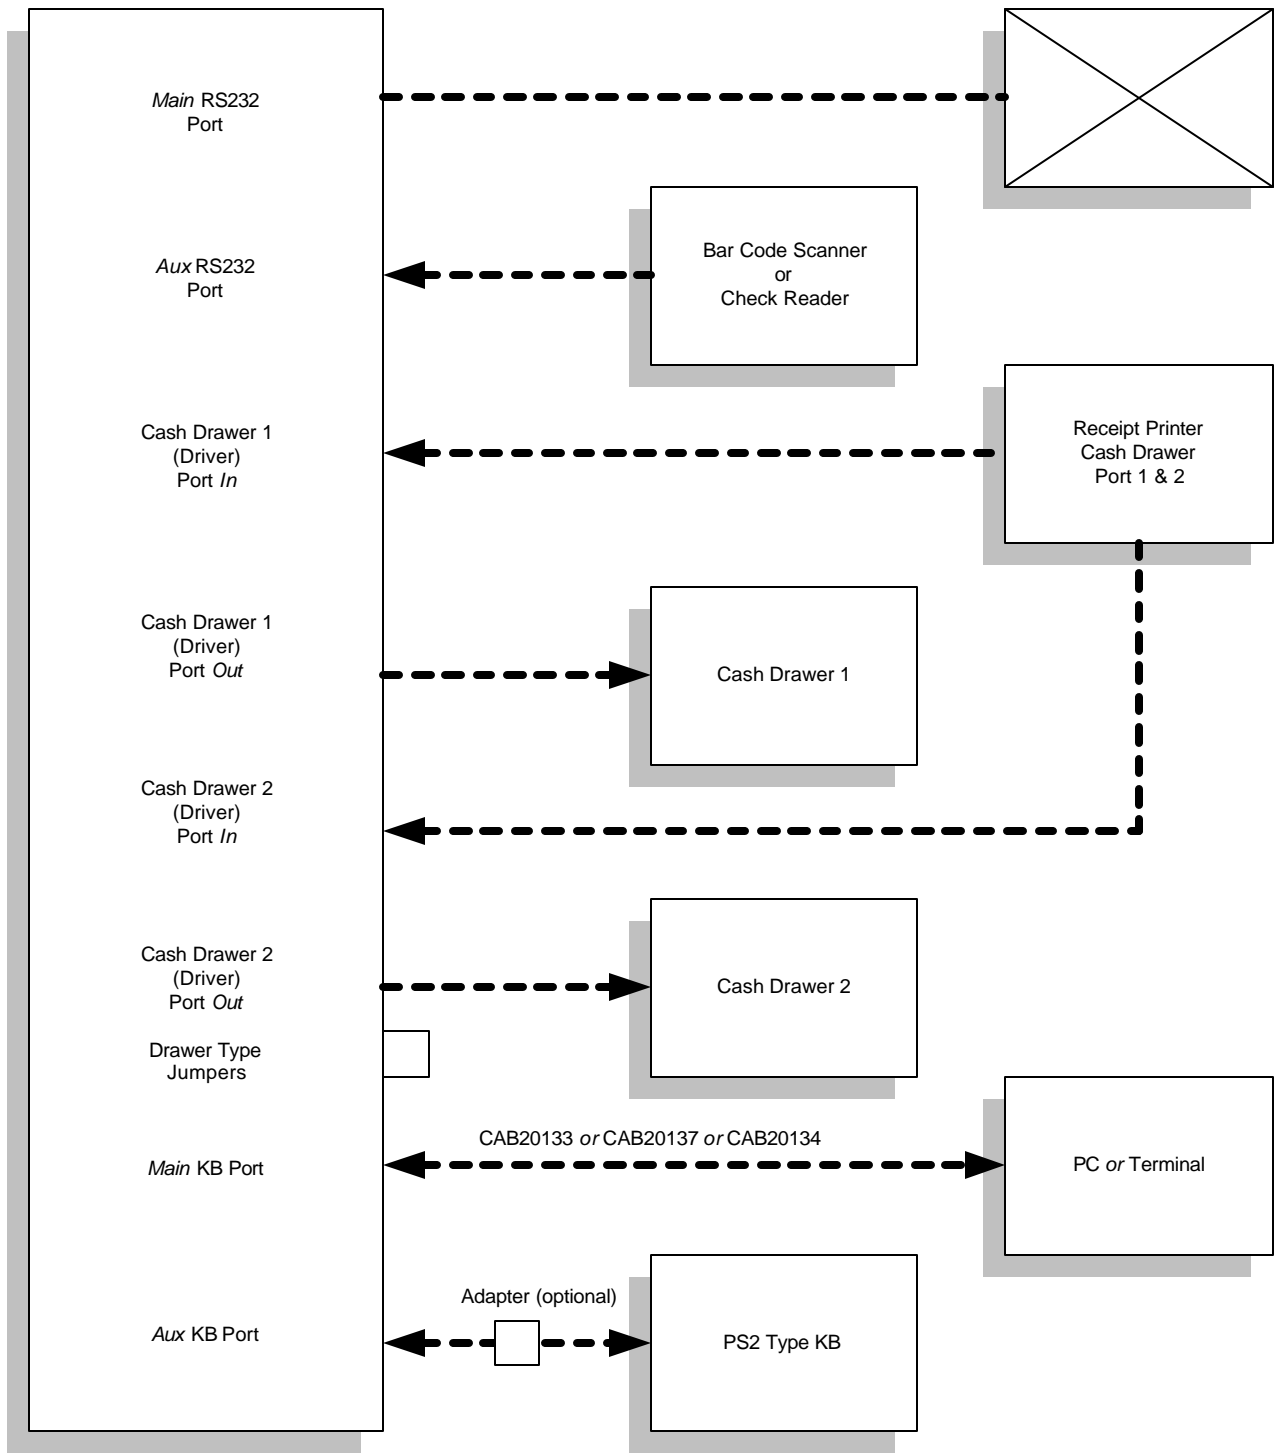 Main RS232
Port
Aux RS232
Port
Bar Code Scanner
or
Check Reader
Cash Drawer 1
(Driver)
Port In
Receipt Printer
Cash Drawer
Port 1 & 2
Cash Drawer 1
(Driver)
Port Out
Cash Drawer 1
Cash Drawer 2
(Driver)
Port In
Cash Drawer 2
(Driver)
Port Out
Cash Drawer 2
Drawer Type
Jumpers
CAB20133 or CAB20137 or CAB20134
Main KB Port
PC or Terminal
Adapter (optional)
Aux KB Port
PS2 Type KB